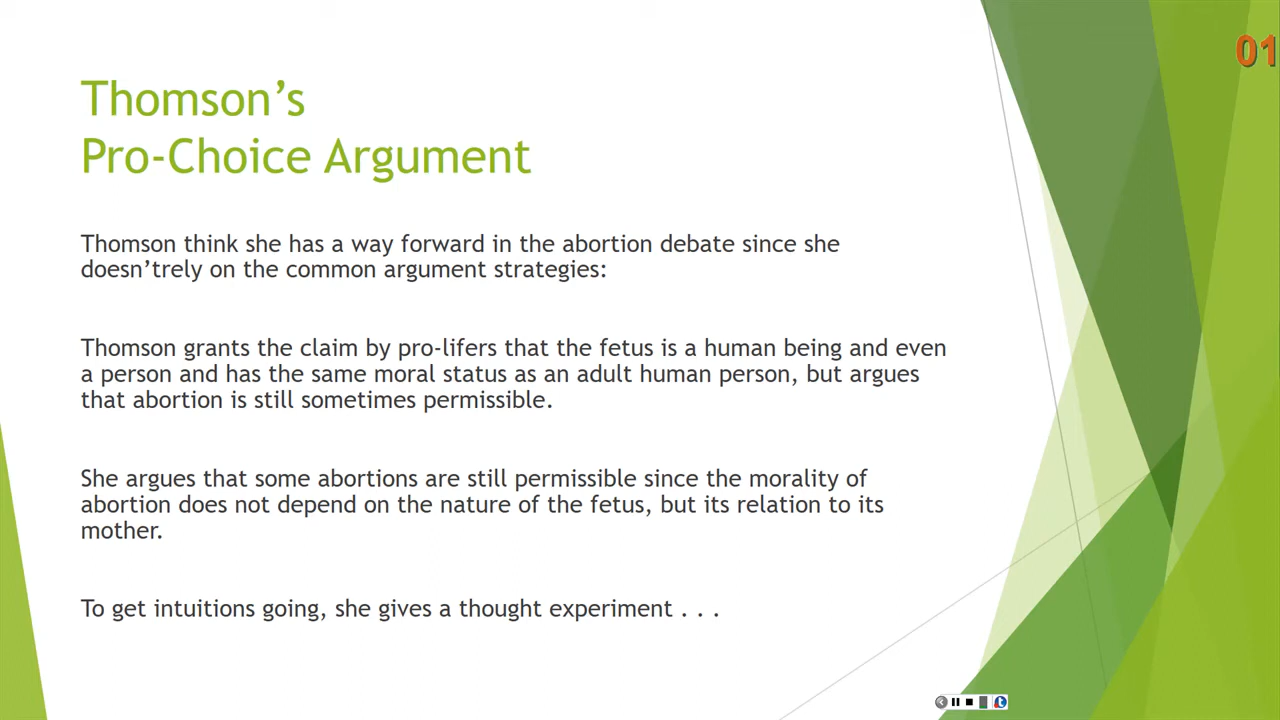 01
Thomson’s
Pro-Choice Argument
Thomson think she has a way forward in the abortion debate since she
doesn’trely on the common argument strategies:
Thomson grants the claim by pro-lifers that the fetus is a human being and even
a person and has the same moral status as an adult human person, but argues
that abortion is still sometimes permissible.
She argues that some abortions are still permissible since the morality of
abortion does not depend on the nature of the fetus, but its relation to its
mother.
To get intuitions going, she gives a thought experiment . . .